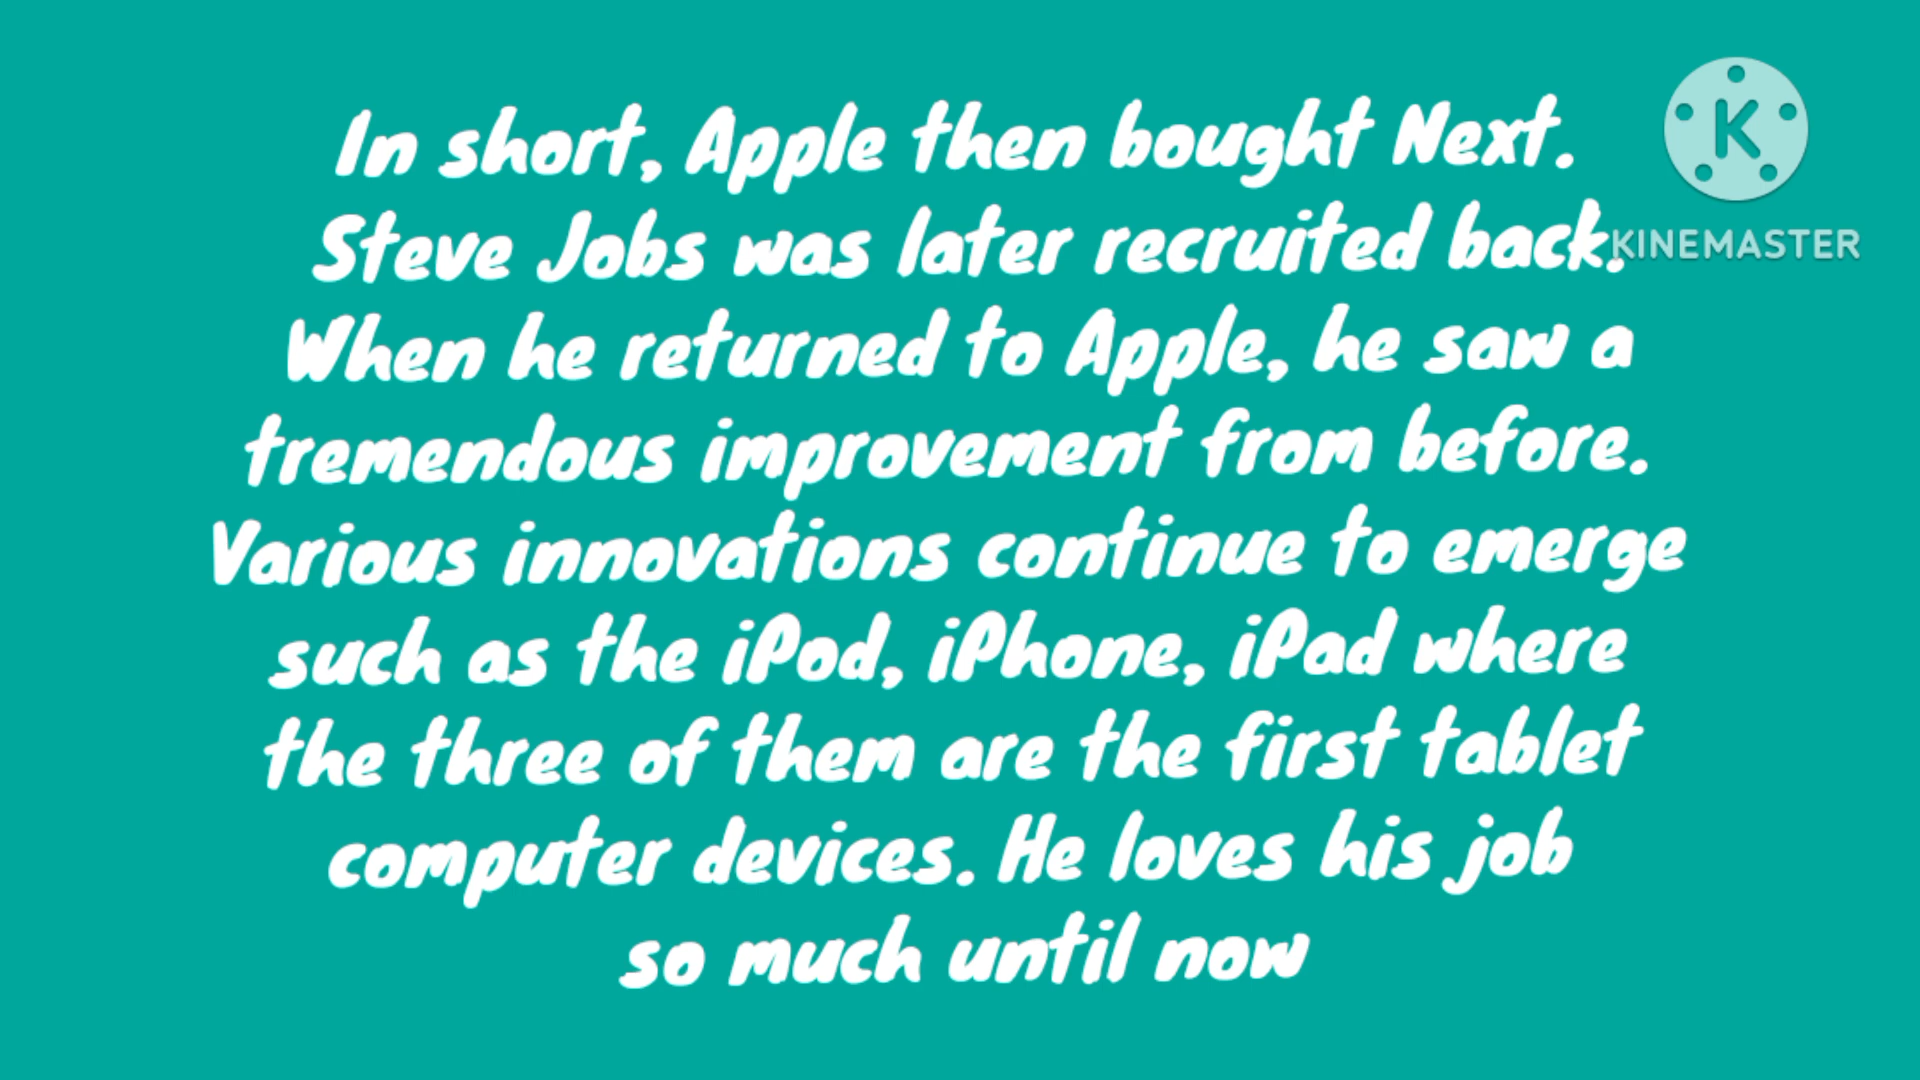 In short, Apple then bought Next.
Steve Jobs was later recruited back.
When he returned to Apple, he saw a
tremendous improvement from before.
Various innovations continue to emerge
such as the iPod, iPhone, iPad where
the three of them are the first tablet
computer devices. He loves his job
so much until now
K
KINEMASTER